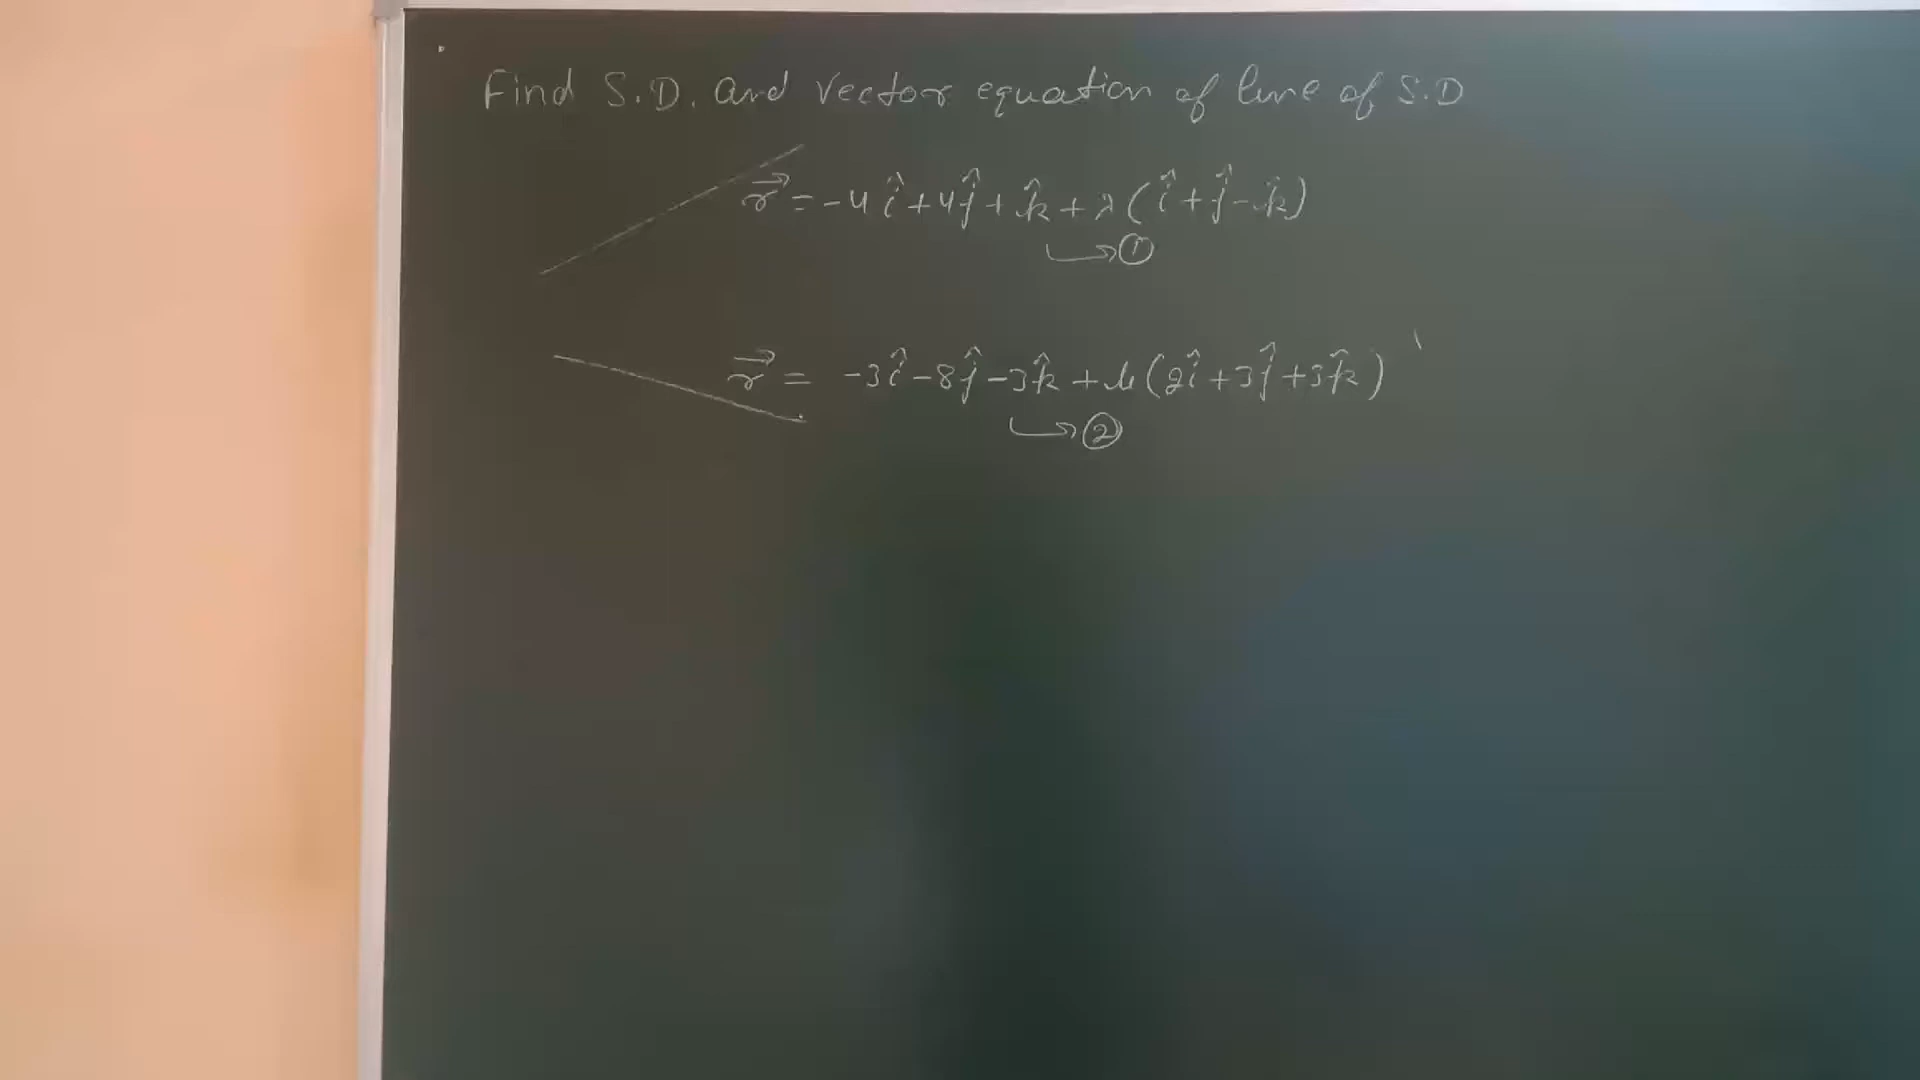 Find S.D. and vector equation of line of S.D
r⃗ = -4î + 4ĵ + k̂ + λ(î + ĵ - k̂)
↳ ①
r⃗ = -3î - 8ĵ - 3k̂ + μ(2î + 3ĵ + 3k̂)
↳ ②